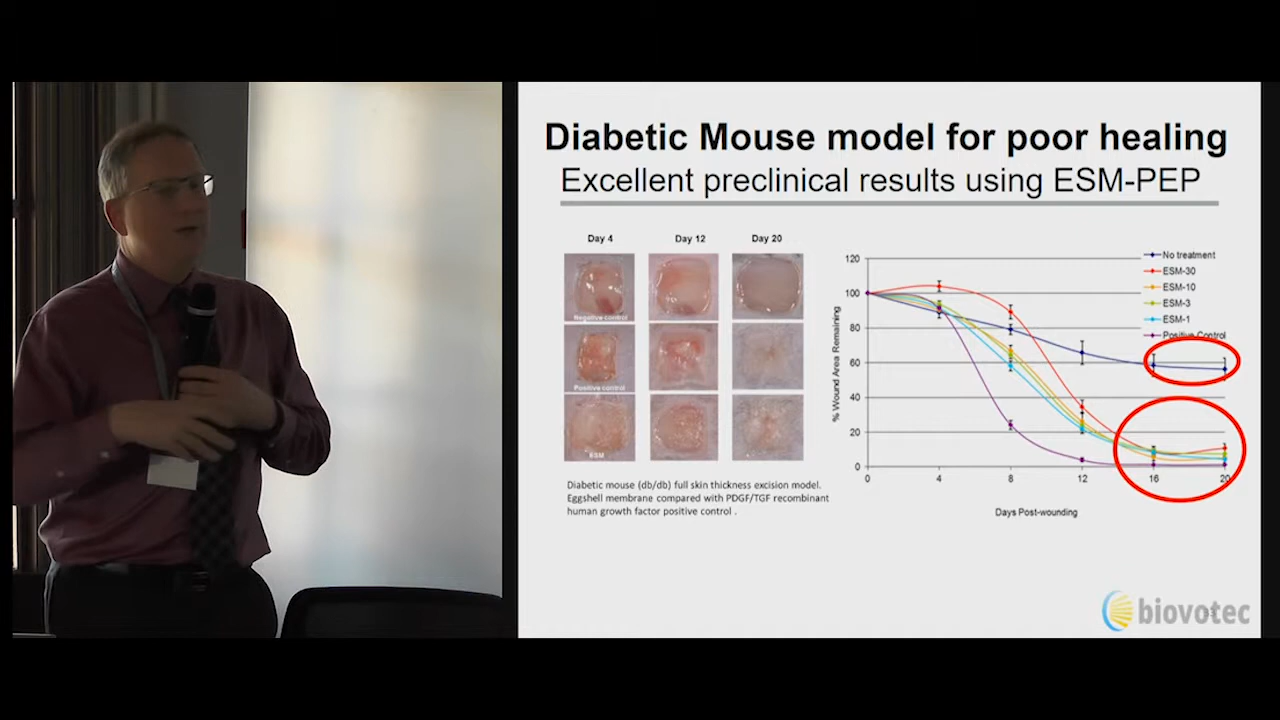 Diabetic Mouse model for poor healing
Excellent preclinical results using ESM-PEP
Day 4 Day 12 Day 20
Negative control
Positive control
ESM
Diabetic mouse (db/db) full skin thickness excision model.
Eggshell membrane compared with PDGF/TGF recombinant
human growth factor positive control .
% Wound Area Remaining
120
100
80
60
40
20
0
0 4 8 12 16 20
Days Post-wounding
No treatment
ESM-30
ESM-10
ESM-3
ESM-1
Positive Control
biovotec